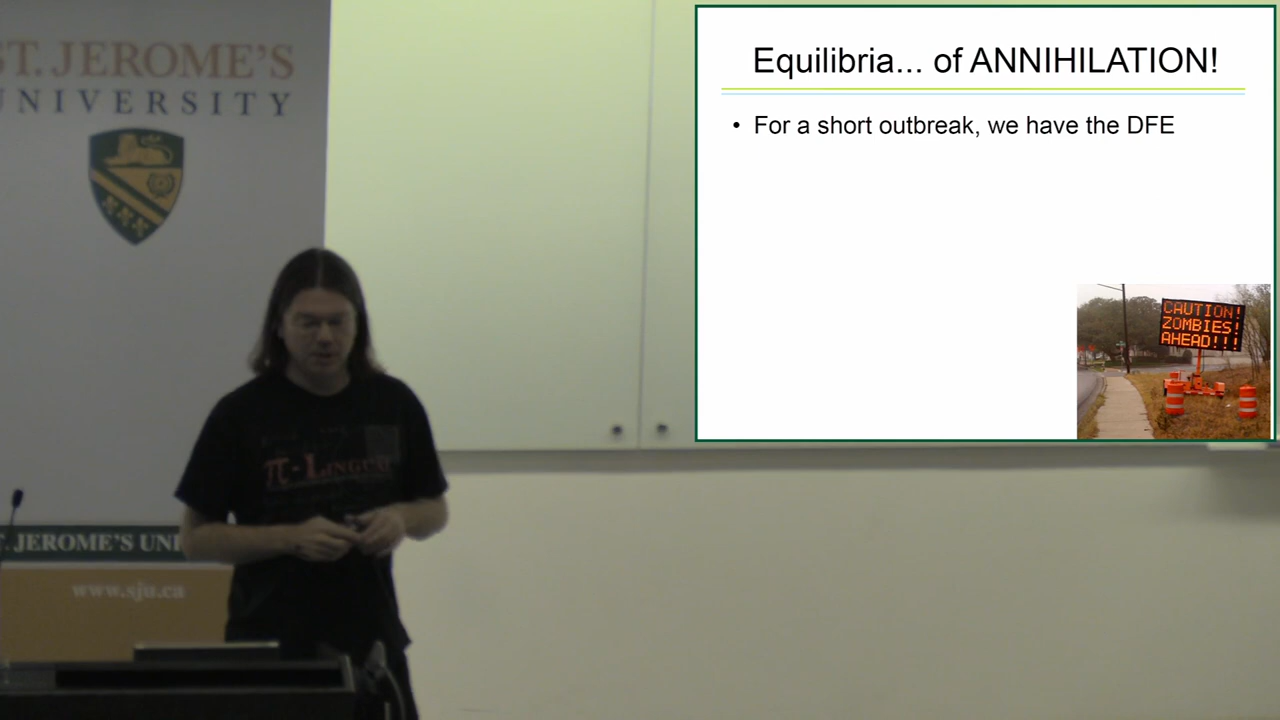 ST. JEROME'S
UNIVERSITY
Equilibria... of ANNIHILATION!
• For a short outbreak, we have the DFE
CAUTION!
ZOMBIES!
AHEAD!!!
π-LINGUAL
T. JEROME'S UNI
www.sju.ca